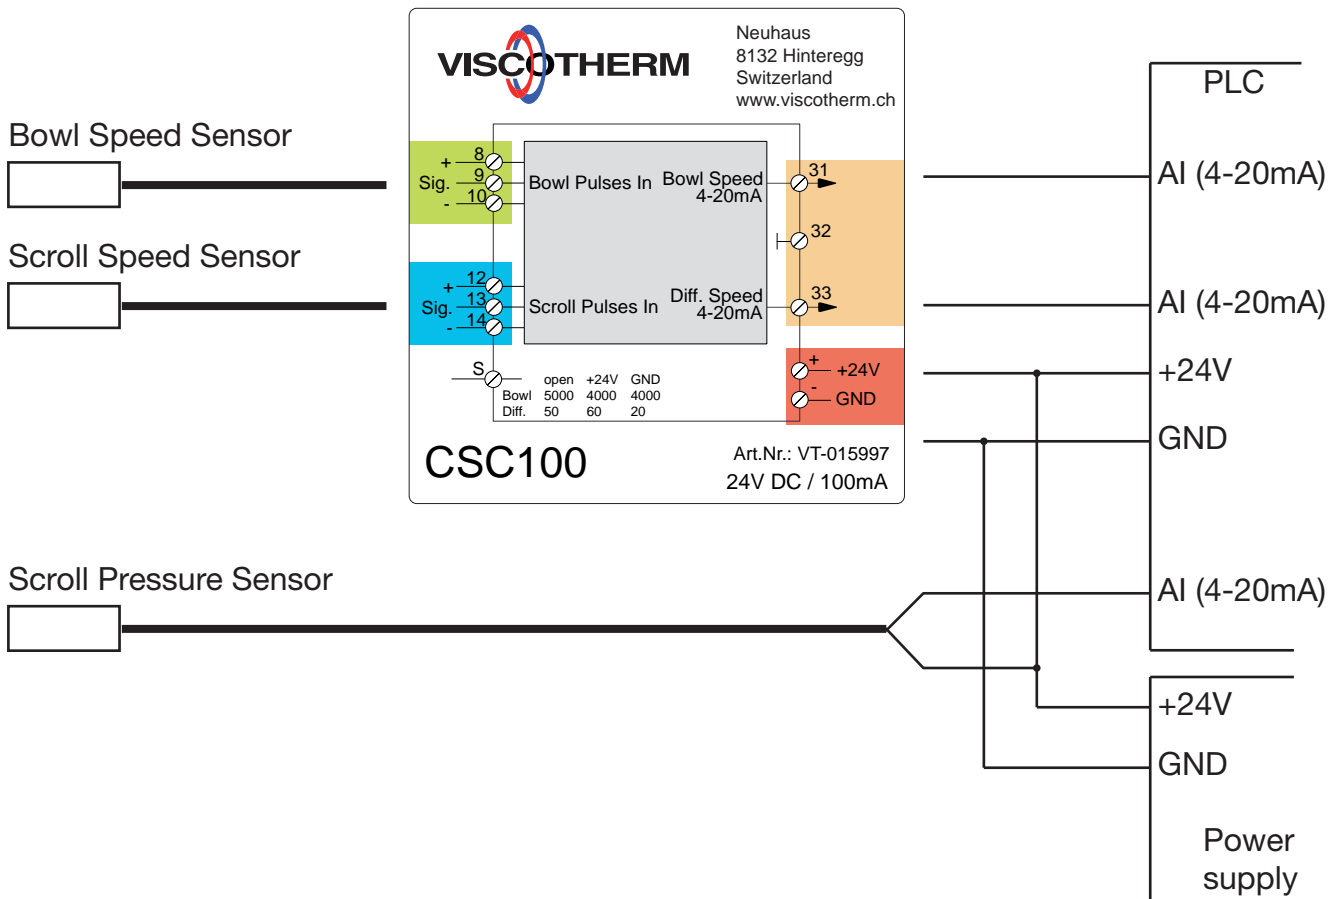 VISCOTHERM
Neuhaus
8132 Hinteregg
Switzerland
www.viscotherm.ch
PLC
Bowl Speed Sensor
+ 8
Sig. 9
- 10
Bowl Pulses In
Bowl Speed
4-20mA
31
AI (4-20mA)
32
Scroll Speed Sensor
+ 12
Sig. 13
- 14
Scroll Pulses In
Diff. Speed
4-20mA
33
AI (4-20mA)
S
open +24V GND
Bowl 5000 4000 4000
Diff. 50 60 20
+ +24V
- GND
+24V
GND
CSC100
Art.Nr.: VT-015997
24V DC / 100mA
Scroll Pressure Sensor
AI (4-20mA)
+24V
GND
Power
supply